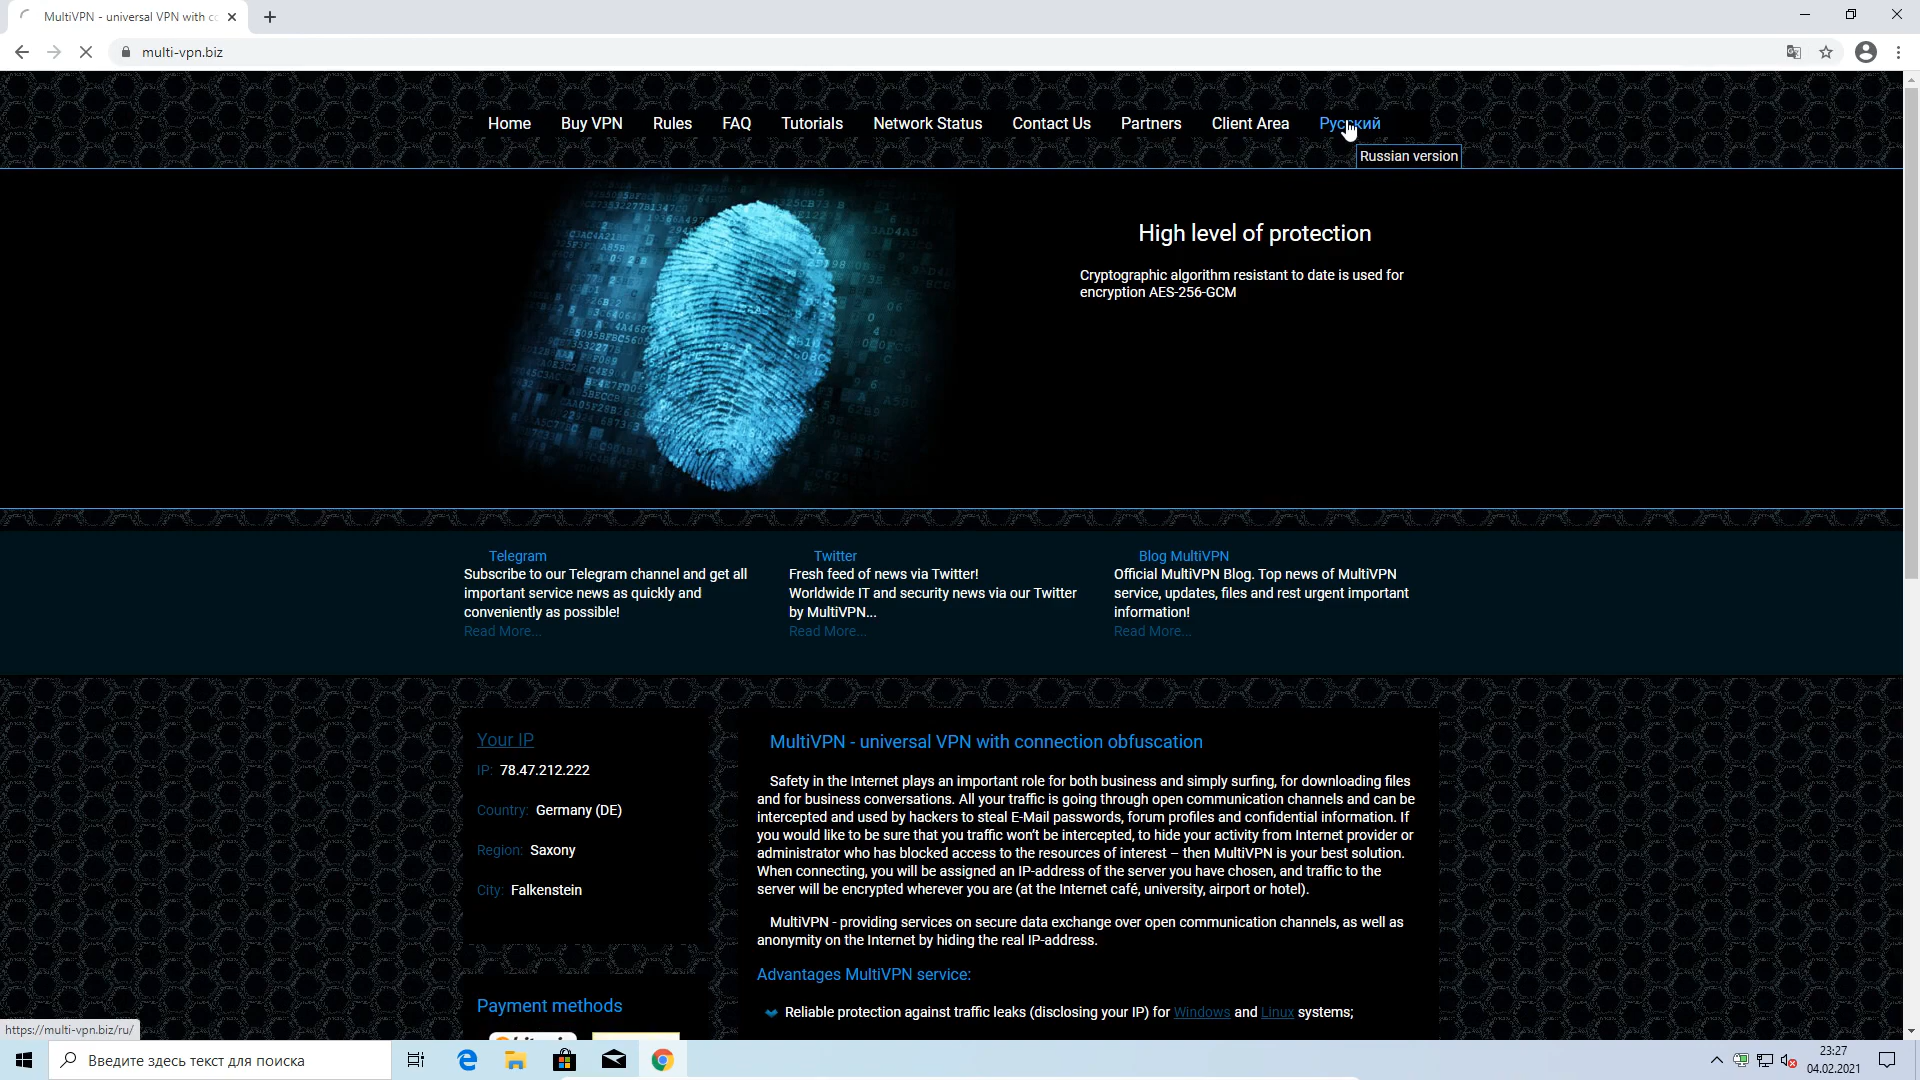 MultiVPN - universal VPN with co
multi-vpn.biz
Home Buy VPN Rules FAQ Tutorials Network Status Contact Us Partners Client Area Русский
Russian version
High level of protection
Cryptographic algorithm resistant to date is used for
encryption AES-256-GCM
Telegram
Subscribe to our Telegram channel and get all
important service news as quickly and
conveniently as possible!
Read More...
Twitter
Fresh feed of news via Twitter!
Worldwide IT and security news via our Twitter
by MultiVPN...
Read More...
Blog MultiVPN
Official MultiVPN Blog. Top news of MultiVPN
service, updates, files and rest urgent important
information!
Read More...
Your IP
IP: 78.47.212.222
Country: Germany (DE)
Region: Saxony
City: Falkenstein
Payment methods
MultiVPN - universal VPN with connection obfuscation
Safety in the Internet plays an important role for both business and simply surfing, for downloading files
and for business conversations. All your traffic is going through open communication channels and can be
intercepted and used by hackers to steal E-Mail passwords, forum profiles and confidential information. If
you would like to be sure that you traffic won't be intercepted, to hide your activity from Internet provider or
administrator who has blocked access to the resources of interest – then MultiVPN is your best solution.
When connecting, you will be assigned an IP-address of the server you have chosen, and traffic to the
server will be encrypted wherever you are (at the Internet café, university, airport or hotel).
MultiVPN - providing services on secure data exchange over open communication channels, as well as
anonymity on the Internet by hiding the real IP-address.
Advantages MultiVPN service:
Reliable protection against traffic leaks (disclosing your IP) for Windows and Linux systems;
https://multi-vpn.biz/ru/
Введите здесь текст для поиска
23:27
04.02.2021